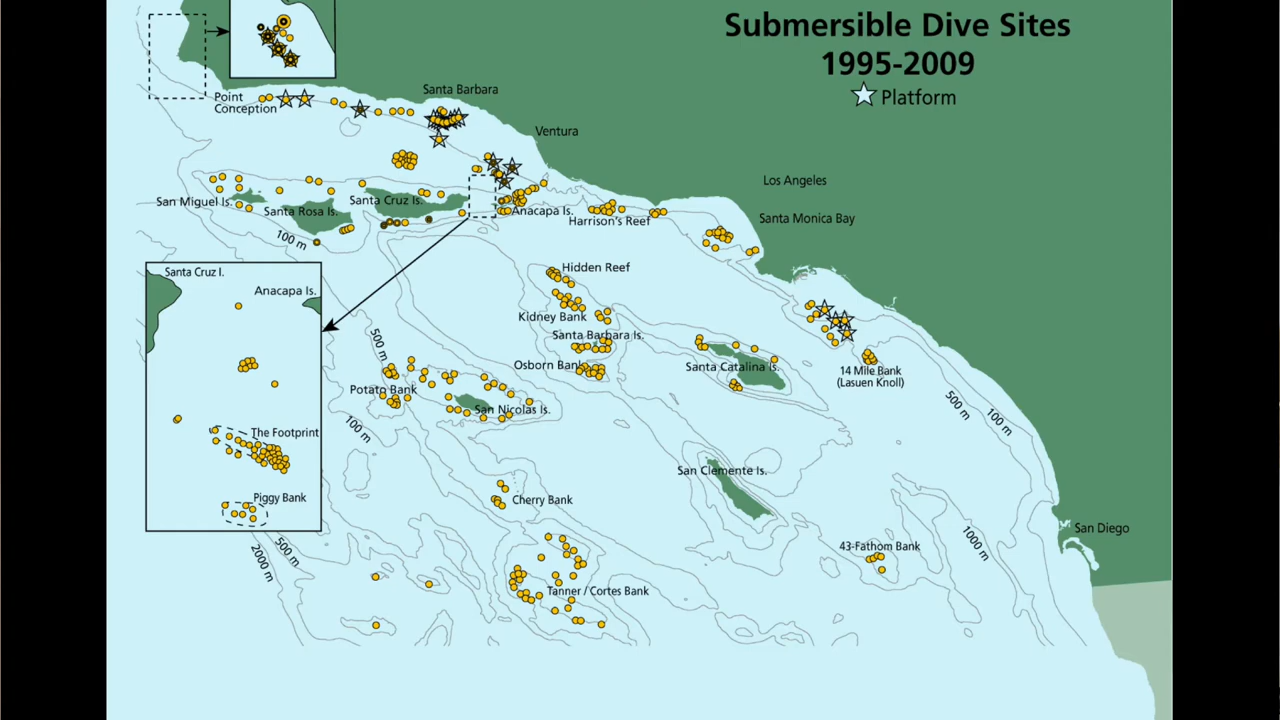 Submersible Dive Sites
1995-2009
Platform
Point
Conception
Santa Barbara
Ventura
Los Angeles
Santa Monica Bay
San Miguel Is.
Santa Rosa Is.
Santa Cruz Is.
Anacapa Is.
Harrison's Reef
100 m
Santa Cruz I.
Anacapa Is.
The Footprint
Piggy Bank
Hidden Reef
Kidney Bank
Santa Barbara Is.
Osborn Bank
500 m
Potato Bank
San Nicolas Is.
100 m
Santa Catalina Is.
14 Mile Bank
(Lasuen Knoll)
500 m
100 m
San Clemente Is.
Cherry Bank
San Diego
43-Fathom Bank
1000 m
500 m
2000 m
Tanner / Cortes Bank